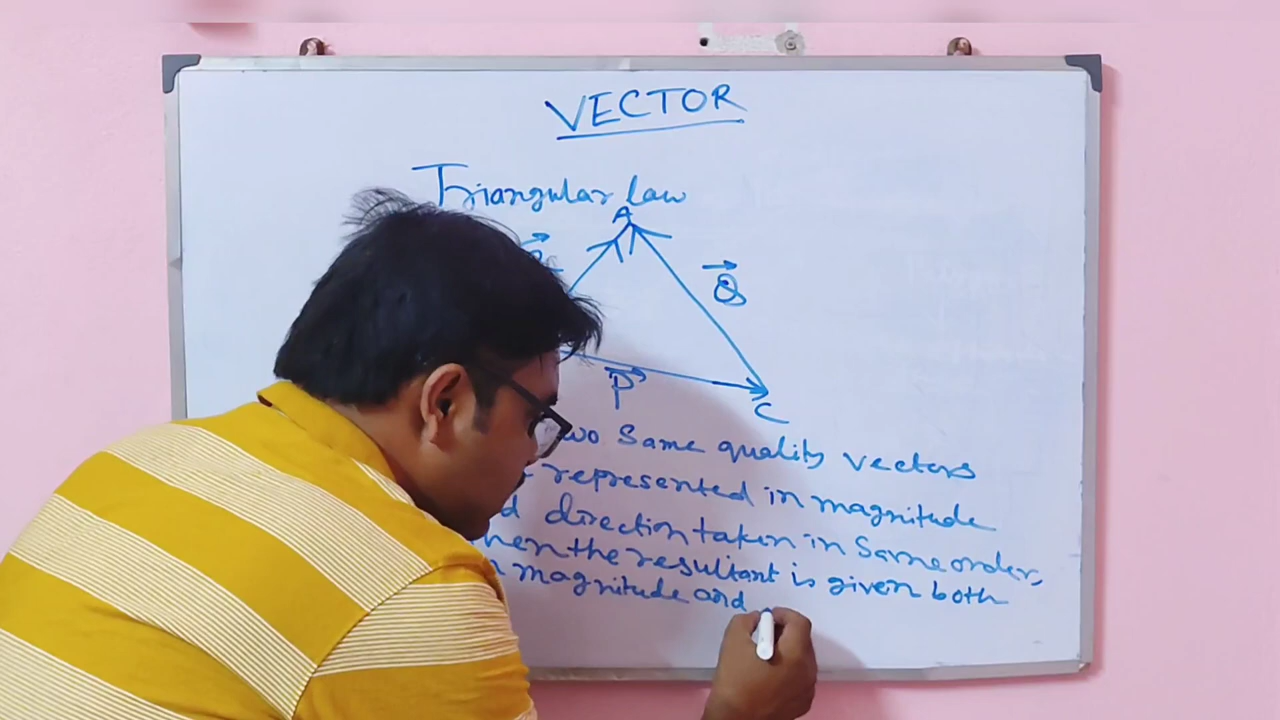 VECTOR
Triangular law
A
R
Q
P
C
Two Same quality vectors
represented in magnitude
direction taken in Same order,
then the resultant is given both
magnitude and